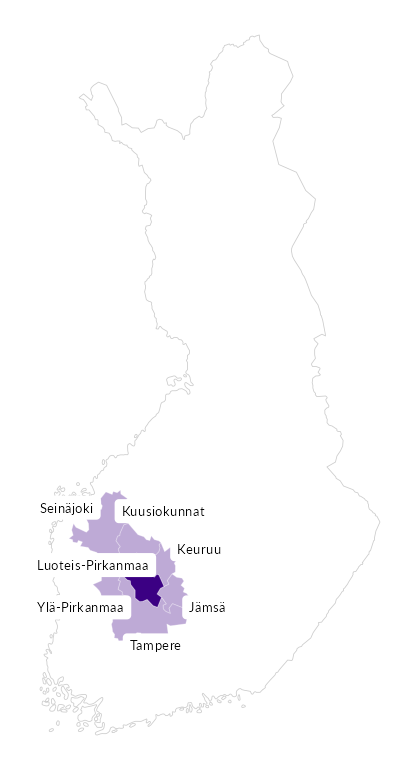 Seinäjoki
Kuusiokunnat
Keuruu
Luoteis-Pirkanmaa
Ylä-Pirkanmaa
Jämsä
Tampere